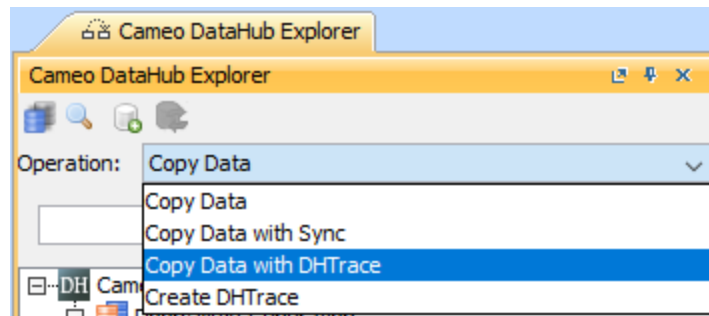 Cameo DataHub Explorer
Cameo DataHub Explorer
Operation: Copy Data
Copy Data
Copy Data with Sync
Copy Data with DHTrace
DH Cam
Create DHTrace